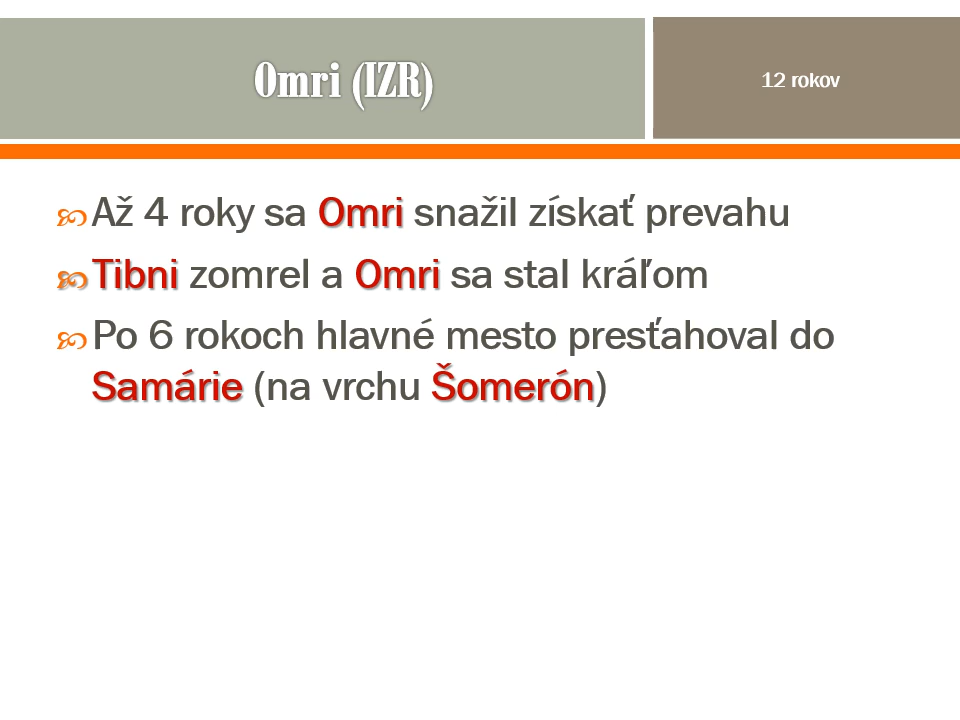 Omri (IZR)
12 rokov
Až 4 roky sa Omri snažil získať prevahu
Tibni zomrel a Omri sa stal kráľom
Po 6 rokoch hlavné mesto presťahoval do
Samárie (na vrchu Šomerón)